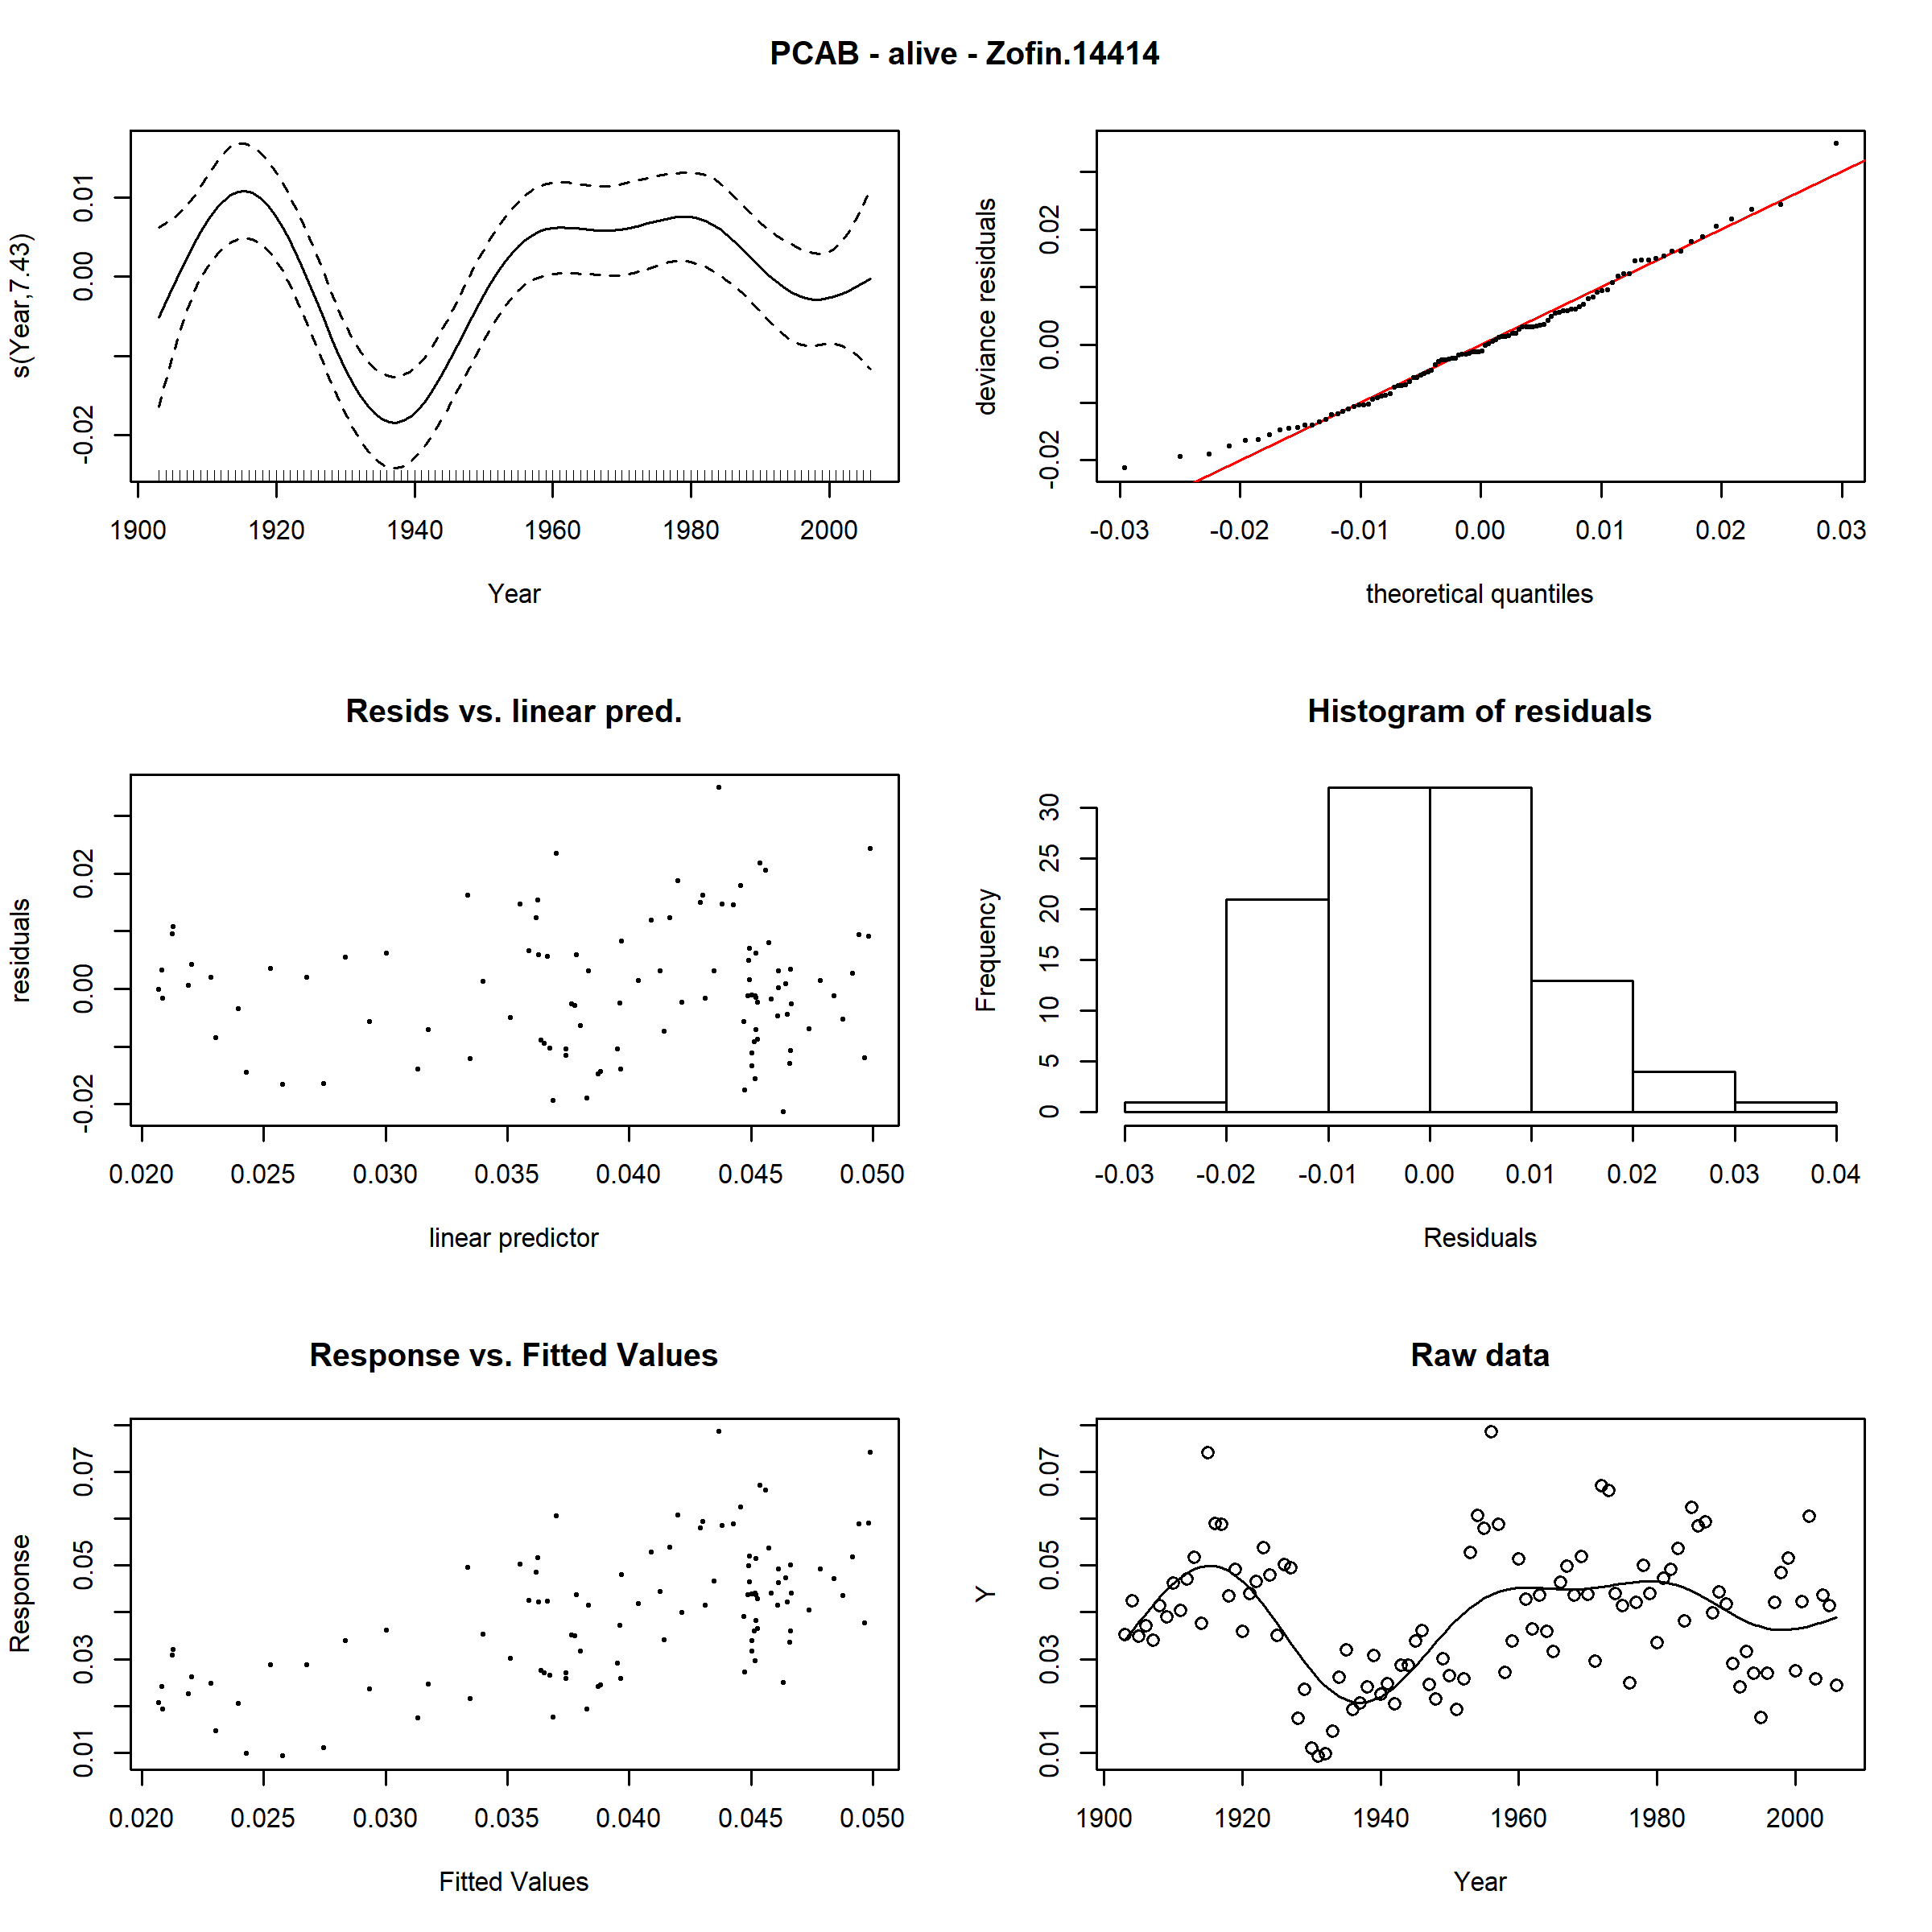 PCAB - alive - Zofin.14414
s(Year,7.43)
-0.02 0.00 0.01
1900 1920 1940 1960 1980 2000
Year
deviance residuals
-0.02 0.00 0.02
-0.03 -0.02 -0.01 0.00 0.01 0.02 0.03
theoretical quantiles
Resids vs. linear pred.
residuals
-0.02 0.00 0.02
0.020 0.025 0.030 0.035 0.040 0.045 0.050
linear predictor
Histogram of residuals
Frequency
0 5 10 15 20 25 30
-0.03 -0.02 -0.01 0.00 0.01 0.02 0.03 0.04
Residuals
Response vs. Fitted Values
Response
0.01 0.03 0.05 0.07
0.020 0.025 0.030 0.035 0.040 0.045 0.050
Fitted Values
Raw data
Y
0.01 0.03 0.05 0.07
1900 1920 1940 1960 1980 2000
Year